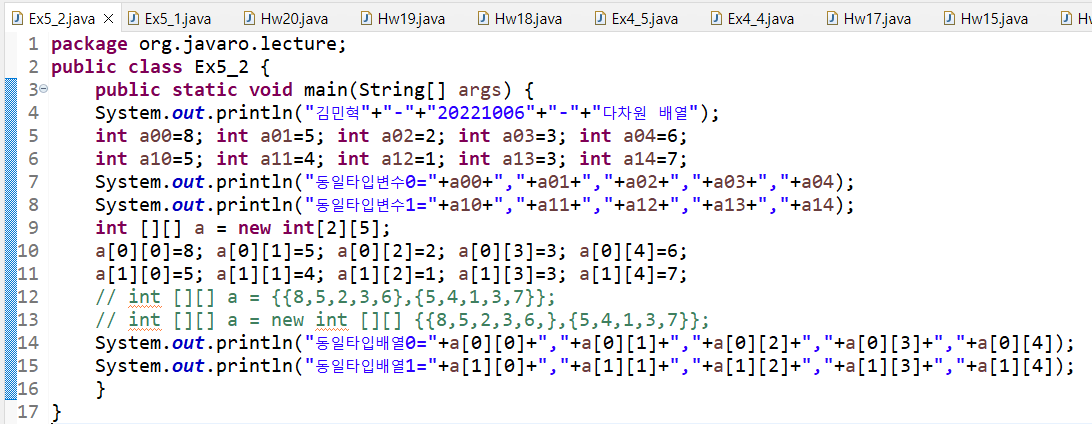 Ex5_2.java Ex5_1.java Hw20.java Hw19.java Hw18.java Ex4_5.java Ex4_4.java Hw17.java Hw15.java
1 package org.javaro.lecture;
2 public class Ex5_2 {
3 public static void main(String[] args) {
4 System.out.println("김민혁"+"-"+"20221006"+"-"+"다차원 배열");
5 int a00=8; int a01=5; int a02=2; int a03=3; int a04=6;
6 int a10=5; int a11=4; int a12=1; int a13=3; int a14=7;
7 System.out.println("동일타입변수0="+a00+","+a01+","+a02+","+a03+","+a04);
8 System.out.println("동일타입변수1="+a10+","+a11+","+a12+","+a13+","+a14);
9 int [][] a = new int[2][5];
10 a[0][0]=8; a[0][1]=5; a[0][2]=2; a[0][3]=3; a[0][4]=6;
11 a[1][0]=5; a[1][1]=4; a[1][2]=1; a[1][3]=3; a[1][4]=7;
12 // int [][] a = {{8,5,2,3,6},{5,4,1,3,7}};
13 // int [][] a = new int [][] {{8,5,2,3,6,},{5,4,1,3,7}};
14 System.out.println("동일타입배열0="+a[0][0]+","+a[0][1]+","+a[0][2]+","+a[0][3]+","+a[0][4]);
15 System.out.println("동일타입배열1="+a[1][0]+","+a[1][1]+","+a[1][2]+","+a[1][3]+","+a[1][4]);
16 }
17 }